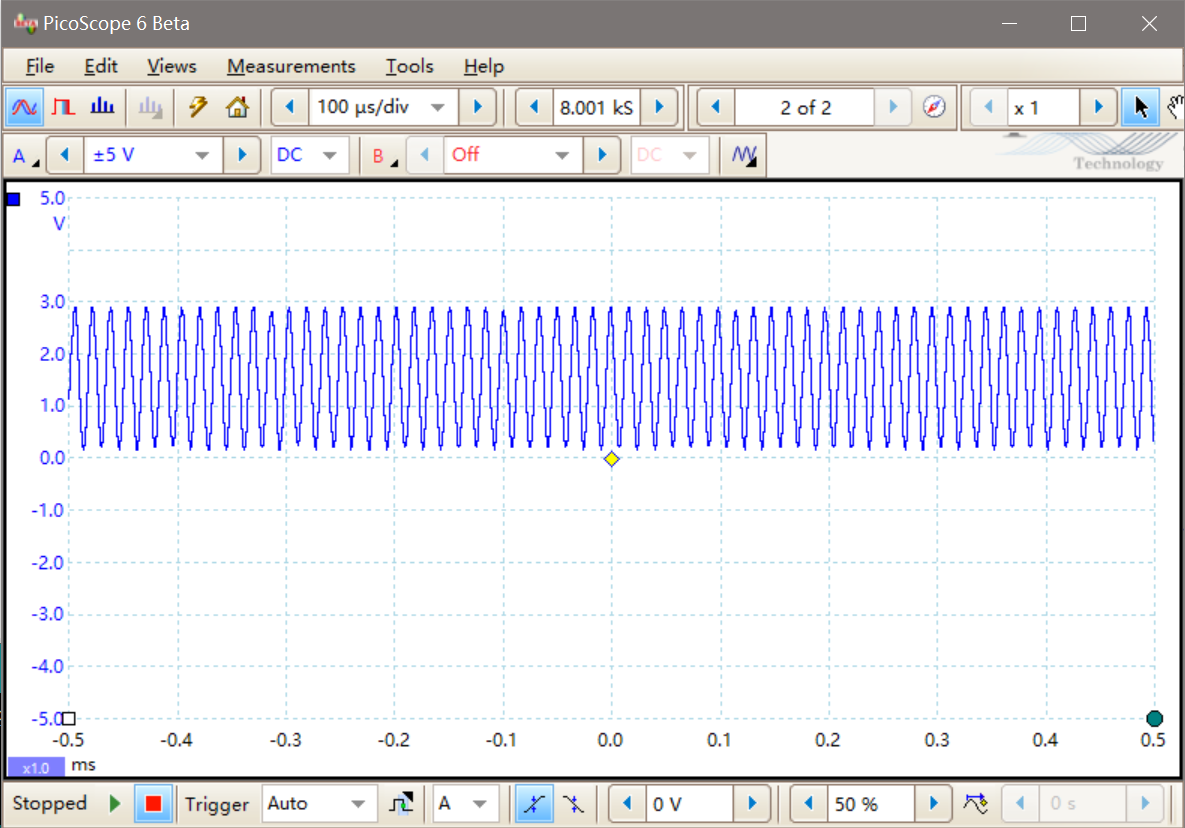 PicoScope 6 Beta
File Edit Views Measurements Tools Help
100 µs/div 8.001 kS 2 of 2 x 1
A ±5 V DC B Off DC
Technology
5.0
V
3.0
2.0
1.0
0.0
-1.0
-2.0
-3.0
-4.0
-5.0
-0.5 -0.4 -0.3 -0.2 -0.1 0.0 0.1 0.2 0.3 0.4 0.5
x1.0 ms
Stopped Trigger Auto A 0 V 50 % 0 s